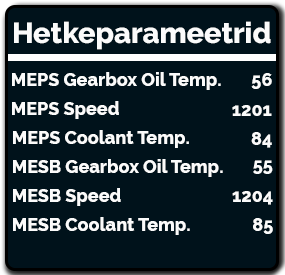 Hetkeparameetrid
MEPS Gearbox Oil Temp. 56
MEPS Speed 1201
MEPS Coolant Temp. 84
MESB Gearbox Oil Temp. 55
MESB Speed 1204
MESB Coolant Temp. 85